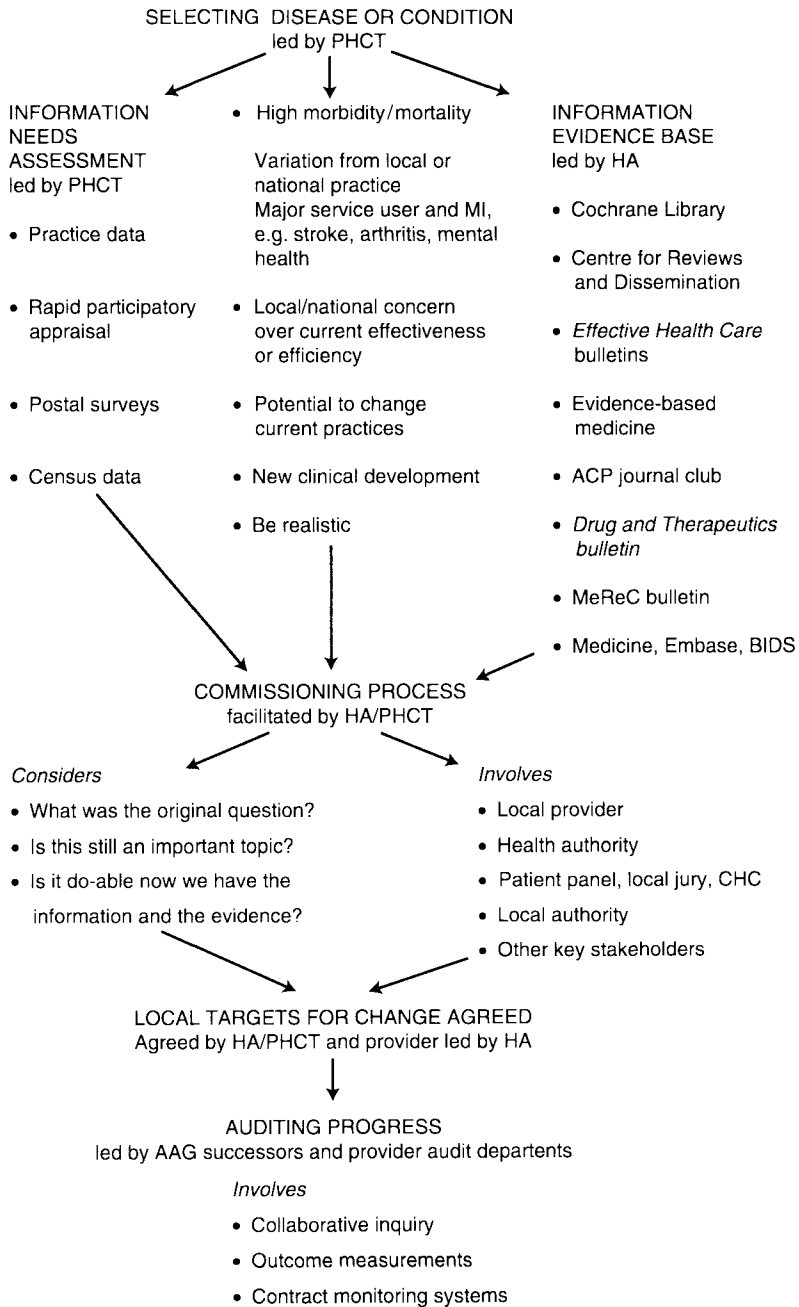 SELECTING DISEASE OR CONDITION
led by PHCT
INFORMATION
NEEDS
ASSESSMENT
led by PHCT
• Practice data
• Rapid participatory
appraisal
• Postal surveys
• Census data
• High morbidity/mortality
Variation from local or
national practice
Major service user and MI,
e.g. stroke, arthritis, mental
health
• Local/national concern
over current effectiveness
or efficiency
• Potential to change
current practices
• New clinical development
• Be realistic
INFORMATION
EVIDENCE BASE
led by HA
• Cochrane Library
• Centre for Reviews
and Dissemination
• Effective Health Care
bulletins
• Evidence-based
medicine
• ACP journal club
• Drug and Therapeutics
bulletin
• MeReC bulletin
• Medicine, Embase, BIDS
COMMISSIONING PROCESS
facilitated by HA/PHCT
Considers
• What was the original question?
• Is this still an important topic?
• Is it do-able now we have the
information and the evidence?
Involves
• Local provider
• Health authority
• Patient panel, local jury, CHC
• Local authority
• Other key stakeholders
LOCAL TARGETS FOR CHANGE AGREED
Agreed by HA/PHCT and provider led by HA
AUDITING PROGRESS
led by AAG successors and provider audit departents
Involves
• Collaborative inquiry
• Outcome measurements
• Contract monitoring systems